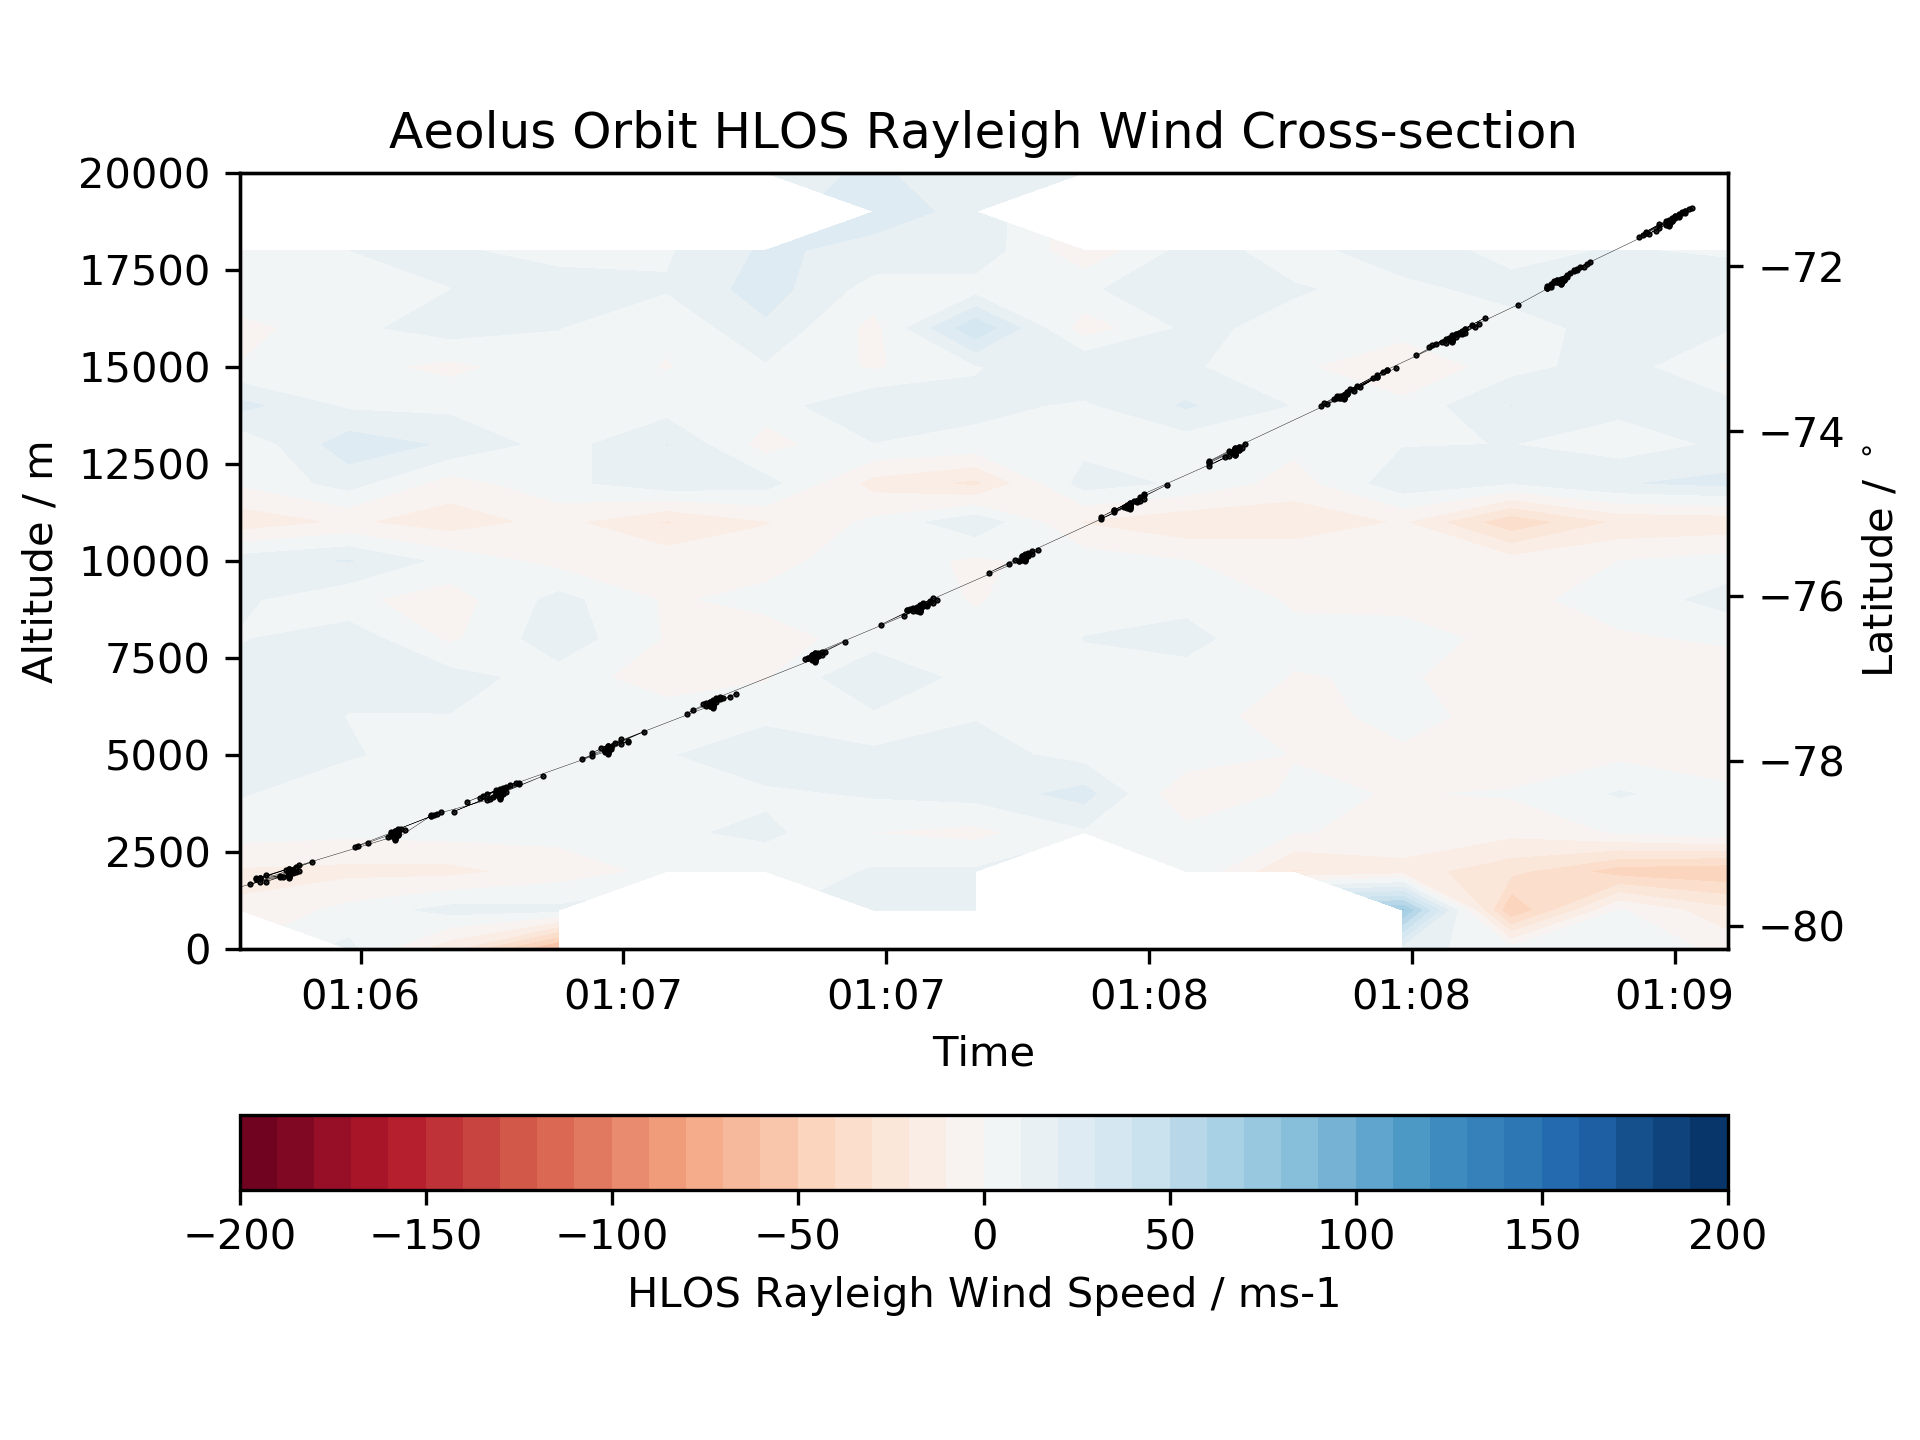 Aeolus Orbit HLOS Rayleigh Wind Cross-section
20000
17500
15000
12500
10000
7500
5000
2500
0
Altitude / m
−72
−74
−76
−78
−80
Latitude / °
01:06 01:07 01:07 01:08 01:08 01:09
Time
−200 −150 −100 −50 0 50 100 150 200
HLOS Rayleigh Wind Speed / ms-1